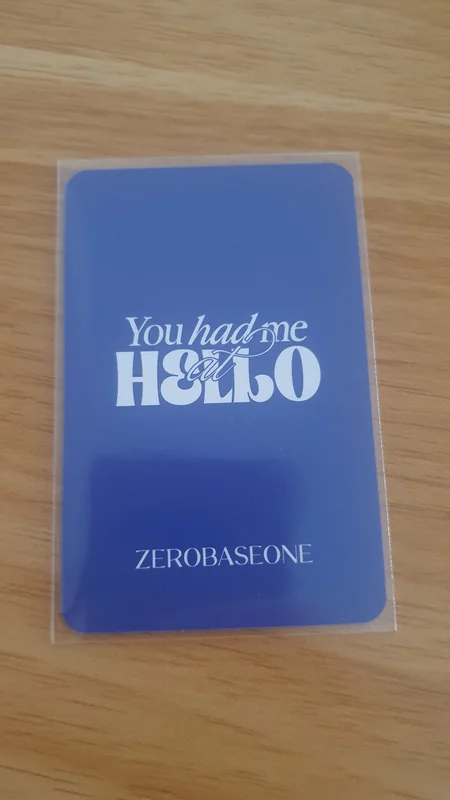 You had me
at
HELLO
ZEROBASEONE